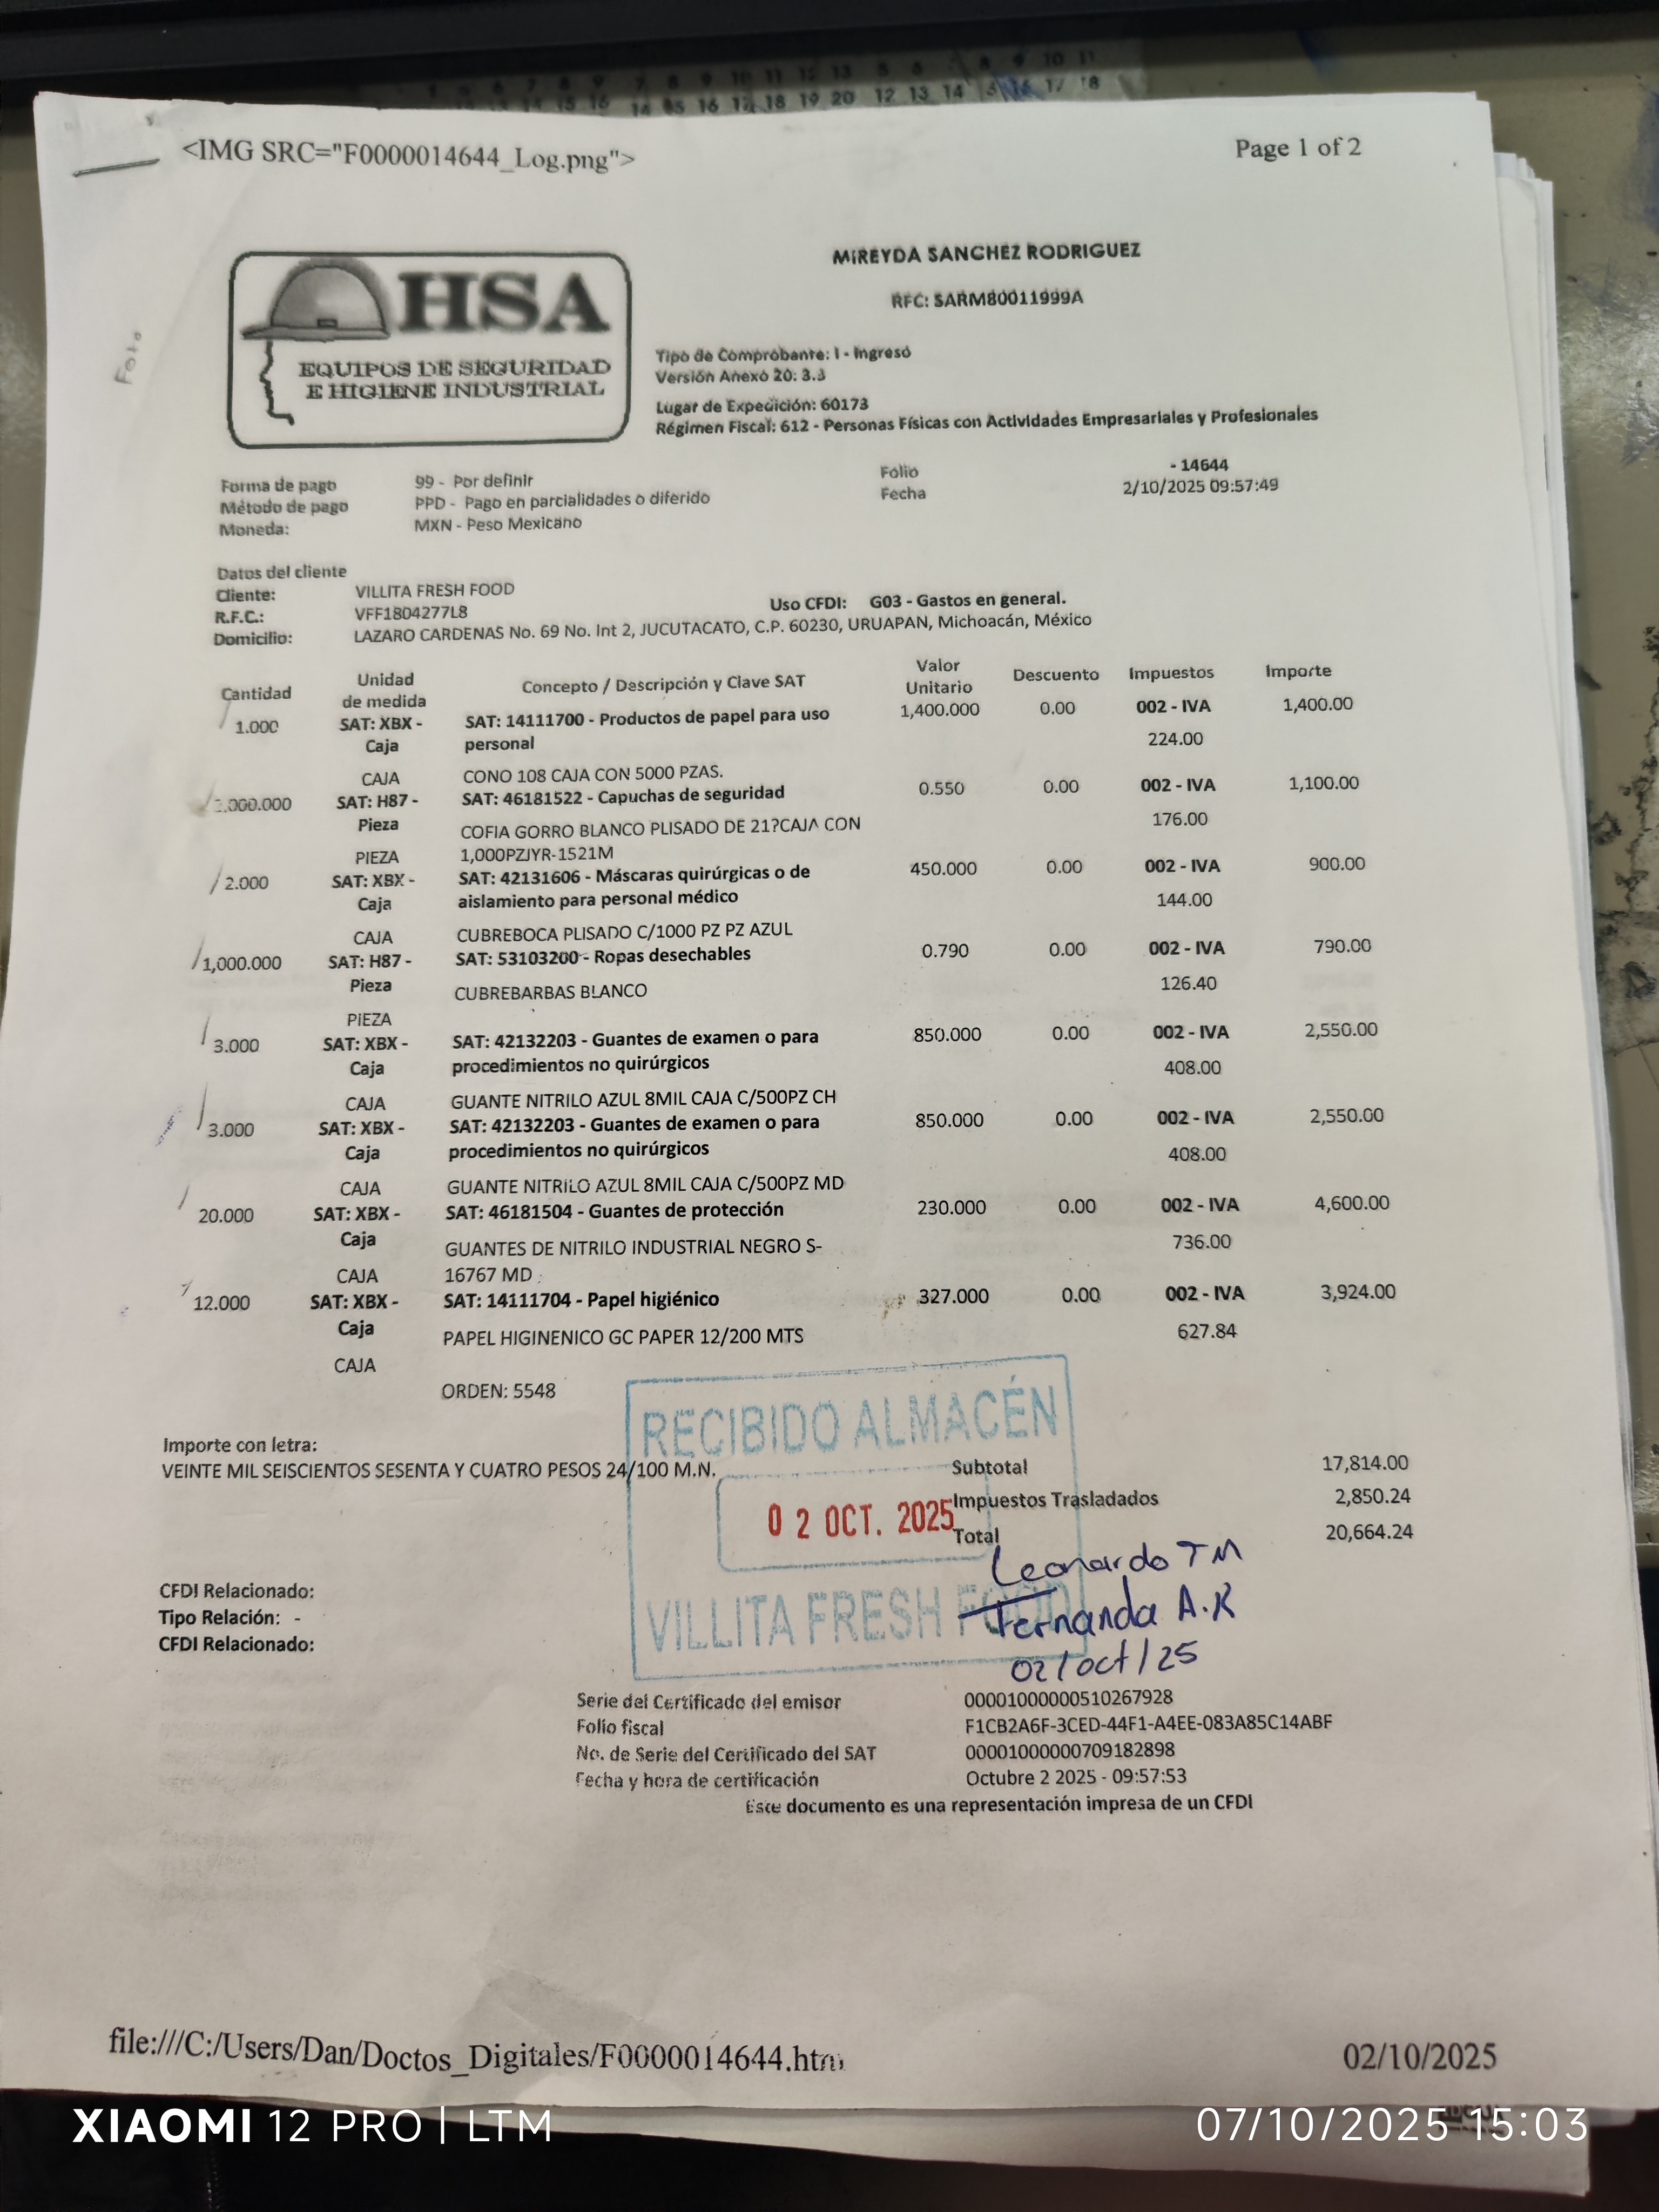 <IMG SRC="F0000014644_Log.png">
Page 1 of 2
Foto
HSA
EQUIPOS DE SEGURIDAD
E HIGIENE INDUSTRIAL
MIREYDA SANCHEZ RODRIGUEZ
RFC: SARM80011999A
Tipo de Comprobante: I - Ingreso
Versión Anexo 20: 3.3
Lugar de Expedición: 60173
Régimen Fiscal: 612 - Personas Físicas con Actividades Empresariales y Profesionales
Forma de pago 99 - Por definir
Método de pago PPD - Pago en parcialidades o diferido
Moneda: MXN - Peso Mexicano
Folio - 14644
Fecha 2/10/2025 09:57:49
Datos del cliente
Cliente: VILLITA FRESH FOOD
R.F.C.: VFF1804277L8
Uso CFDI: G03 - Gastos en general.
Domicilio: LAZARO CARDENAS No. 69 No. Int 2, JUCUTACATO, C.P. 60230, URUAPAN, Michoacán, México
Cantidad Unidad de medida Concepto / Descripción y Clave SAT Valor Unitario Descuento Impuestos Importe
1.000 SAT: XBX - SAT: 14111700 - Productos de papel para uso 1,400.000 0.00 002 - IVA 1,400.00
Caja personal 224.00
CAJA CONO 108 CAJA CON 5000 PZAS.
000.000 SAT: H87 - SAT: 46181522 - Capuchas de seguridad 0.550 0.00 002 - IVA 1,100.00
Pieza COFIA GORRO BLANCO PLISADO DE 21?CAJA CON 176.00
PIEZA 1,000PZJYR-1521M
2.000 SAT: XBX - SAT: 42131606 - Máscaras quirúrgicas o de 450.000 0.00 002 - IVA 900.00
Caja aislamiento para personal médico 144.00
CAJA CUBREBOCA PLISADO C/1000 PZ PZ AZUL
1,000.000 SAT: H87 - SAT: 53103200 - Ropas desechables 0.790 0.00 002 - IVA 790.00
Pieza CUBREBARBAS BLANCO 126.40
PIEZA
3.000 SAT: XBX - SAT: 42132203 - Guantes de examen o para 850.000 0.00 002 - IVA 2,550.00
Caja procedimientos no quirúrgicos 408.00
CAJA GUANTE NITRILO AZUL 8MIL CAJA C/500PZ CH
3.000 SAT: XBX - SAT: 42132203 - Guantes de examen o para 850.000 0.00 002 - IVA 2,550.00
Caja procedimientos no quirúrgicos 408.00
CAJA GUANTE NITRILO AZUL 8MIL CAJA C/500PZ MD
20.000 SAT: XBX - SAT: 46181504 - Guantes de protección 230.000 0.00 002 - IVA 4,600.00
Caja GUANTES DE NITRILO INDUSTRIAL NEGRO S- 736.00
CAJA 16767 MD
12.000 SAT: XBX - SAT: 14111704 - Papel higiénico 327.000 0.00 002 - IVA 3,924.00
Caja PAPEL HIGINENICO GC PAPER 12/200 MTS 627.84
CAJA
ORDEN: 5548
RECIBIDO ALMACÉN
02 OCT. 2025
VILLITA FRESH FOOD
Importe con letra:
VEINTE MIL SEISCIENTOS SESENTA Y CUATRO PESOS 24/100 M.N.
Subtotal 17,814.00
Impuestos Trasladados 2,850.24
Total 20,664.24
Leonardo TM
Fernanda A.R
02/oct/25
CFDI Relacionado:
Tipo Relación: -
CFDI Relacionado:
Serie del Certificado del emisor 00001000000510267928
Folio fiscal F1CB2A6F-3CED-44F1-A4EE-083A85C14ABF
No. de Serie del Certificado del SAT 00001000000709182898
Fecha y hora de certificación Octubre 2 2025 - 09:57:53
Este documento es una representación impresa de un CFDI
file:///C:/Users/Dan/Doctos_Digitales/F0000014644.htm
02/10/2025
XIAOMI 12 PRO | LTM
07/10/2025 15:03